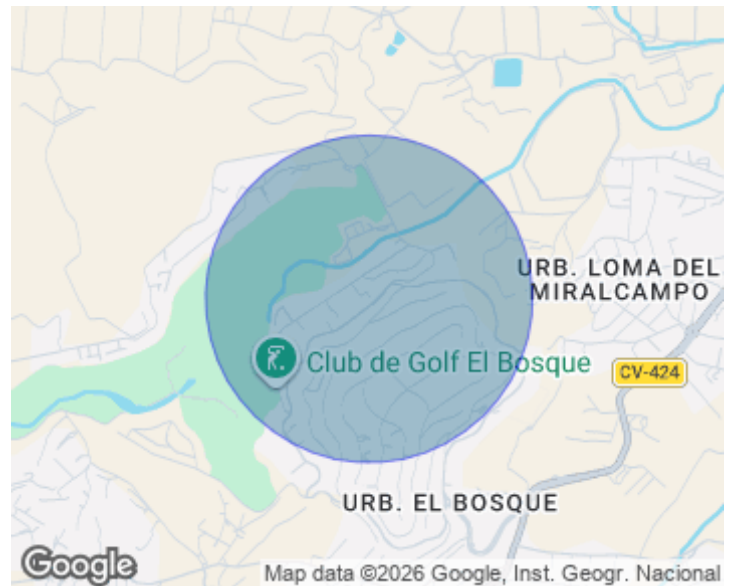 URB. LOMA DEL
MIRALCAMPO
Club de Golf El Bosque
CV-424
URB. EL BOSQUE
Google
Map data ©2026 Google, Inst. Geogr. Nacional